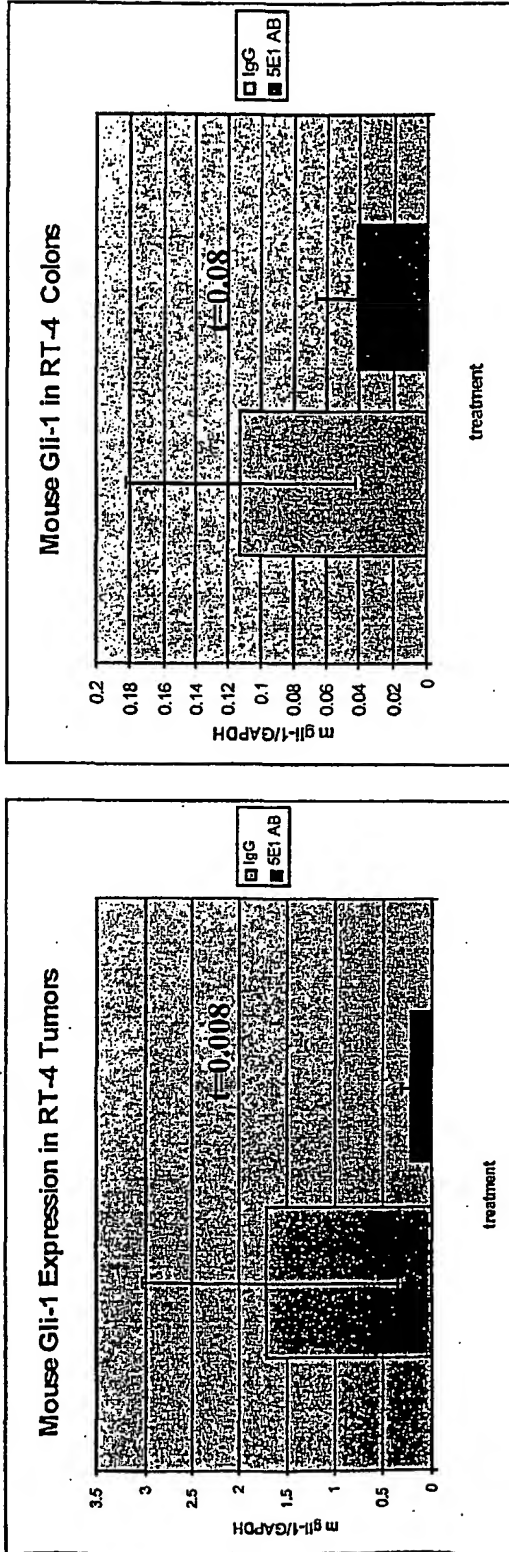 Mouse Gli-1 Expression in RT-4 Tumors
m gli-1/GAPDH
3.5
3
2.5
2
1.5
1
0.5
0
t=0.008
treatment
IgG
5E1 AB
Mouse Gli-1 in RT-4 Colons
m gli-1/GAPDH
0.2
0.18
0.16
0.14
0.12
0.1
0.08
0.06
0.04
0.02
0
t=0.08
treatment
IgG
5E1 AB